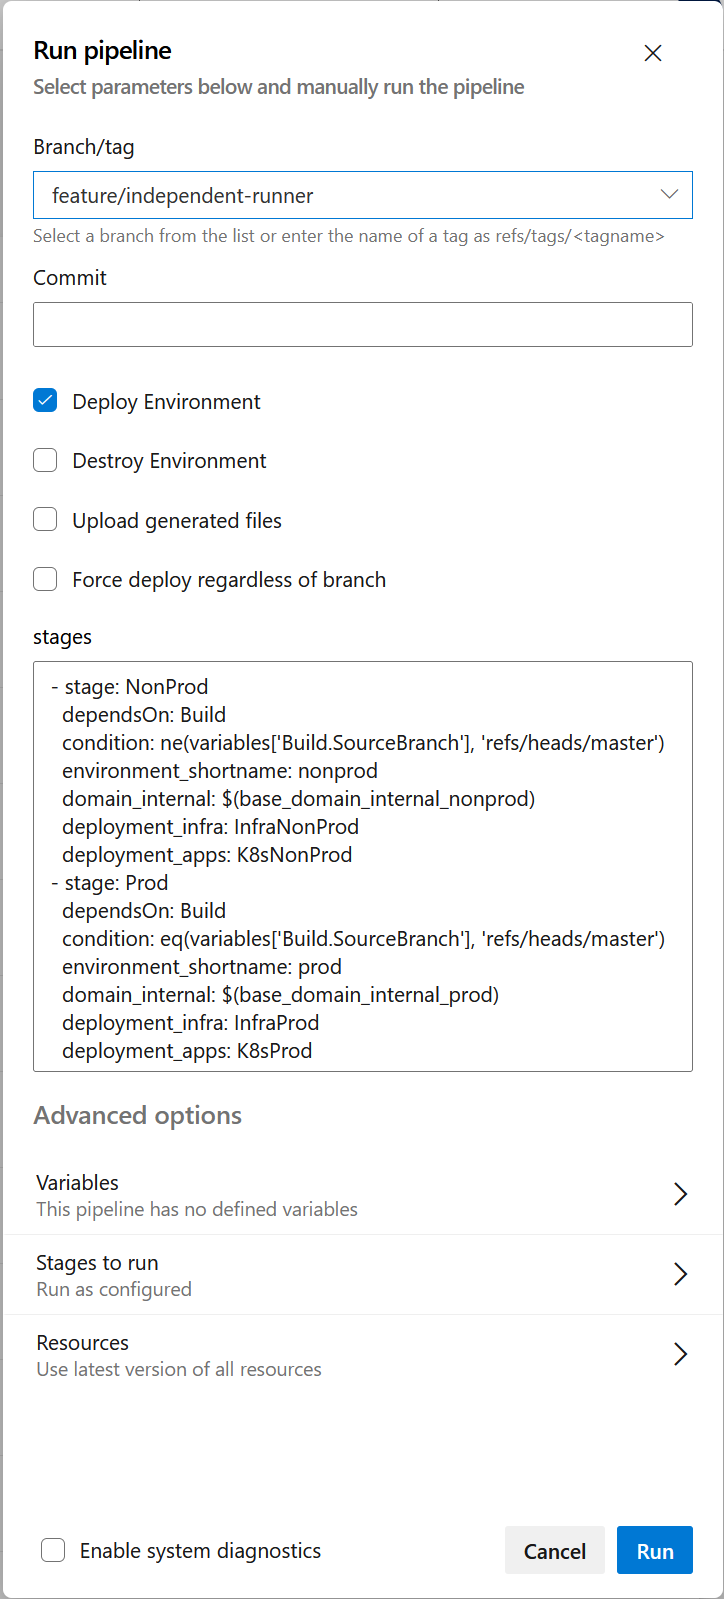 Run pipeline
Select parameters below and manually run the pipeline
Branch/tag
feature/independent-runner
Select a branch from the list or enter the name of a tag as refs/tags/<tagname>
Commit
Deploy Environment
Destroy Environment
Upload generated files
Force deploy regardless of branch
stages
- stage: NonProd
  dependsOn: Build
  condition: ne(variables['Build.SourceBranch'], 'refs/heads/master')
  environment_shortname: nonprod
  domain_internal: $(base_domain_internal_nonprod)
  deployment_infra: InfraNonProd
  deployment_apps: K8sNonProd
- stage: Prod
  dependsOn: Build
  condition: eq(variables['Build.SourceBranch'], 'refs/heads/master')
  environment_shortname: prod
  domain_internal: $(base_domain_internal_prod)
  deployment_infra: InfraProd
  deployment_apps: K8sProd
Advanced options
Variables
This pipeline has no defined variables
Stages to run
Run as configured
Resources
Use latest version of all resources
Enable system diagnostics
Cancel
Run